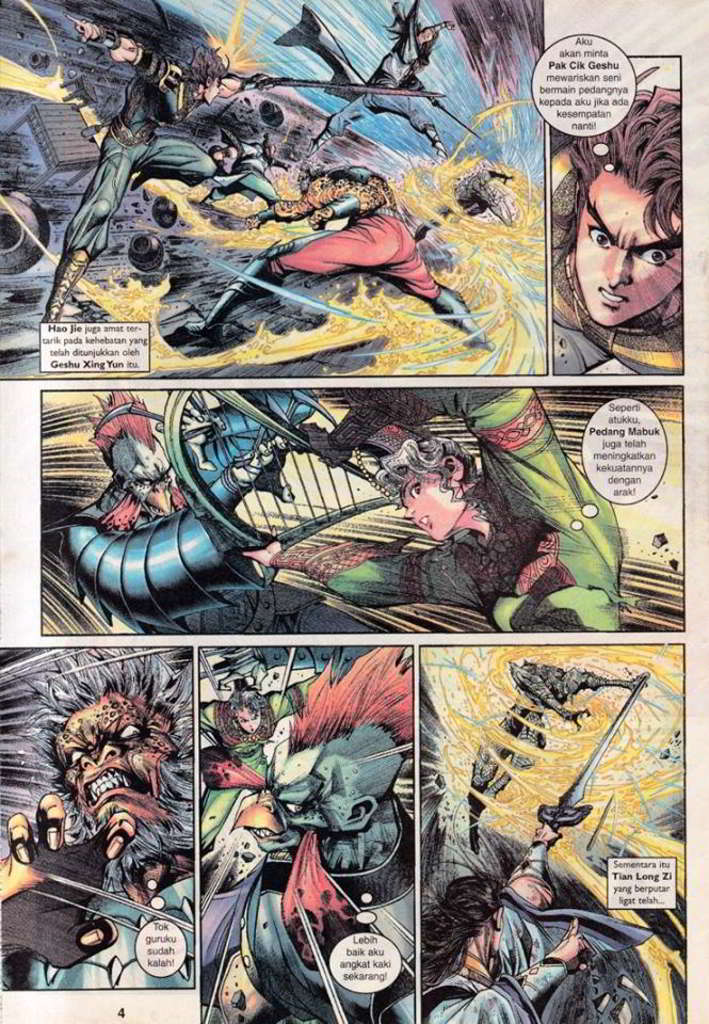 Aku
akan minta
Pak Cik Geshu
mewariskan seni
bermain pedangnya
kepada aku jika ada
kesempatan
nanti!
Hao Jie juga amat ter-
tarik pada kehebatan yang
telah ditunjukkan oleh
Geshu Xing Yun itu.
Seperti
atukku,
Pedang Mabuk
juga telah
meningkatkan
kekuatannya
dengan
arak!
Tok
guruku
sudah
kalah!
Lebih
baik aku
angkat kaki
sekarang!
Sementara itu
Tian Long Zi
yang berputar
ligat telah...
4